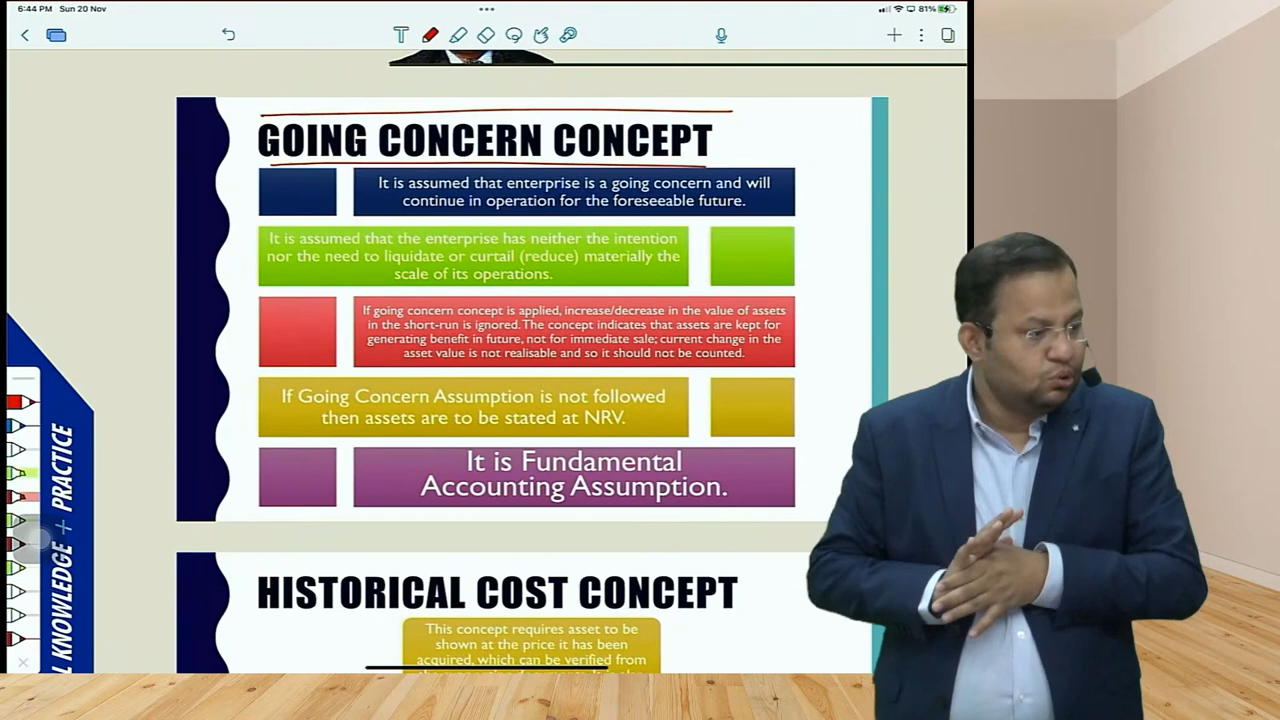 6:44 PM Sun 20 Nov
81%
GOING CONCERN CONCEPT
It is assumed that enterprise is a going concern and will
continue in operation for the foreseeable future.
It is assumed that the enterprise has neither the intention
nor the need to liquidate or curtail (reduce) materially the
scale of its operations.
If going concern concept is applied, increase/decrease in the value of assets
in the short-run is ignored. The concept indicates that assets are kept for
generating benefit in future, not for immediate sale; current change in the
asset value is not realisable and so it should not be counted.
If Going Concern Assumption is not followed
then assets are to be stated at NRV.
It is Fundamental
Accounting Assumption.
HISTORICAL COST CONCEPT
This concept requires asset to be
shown at the price it has been
acquired, which can be verified from
L KNOWLEDGE + PRACTICE